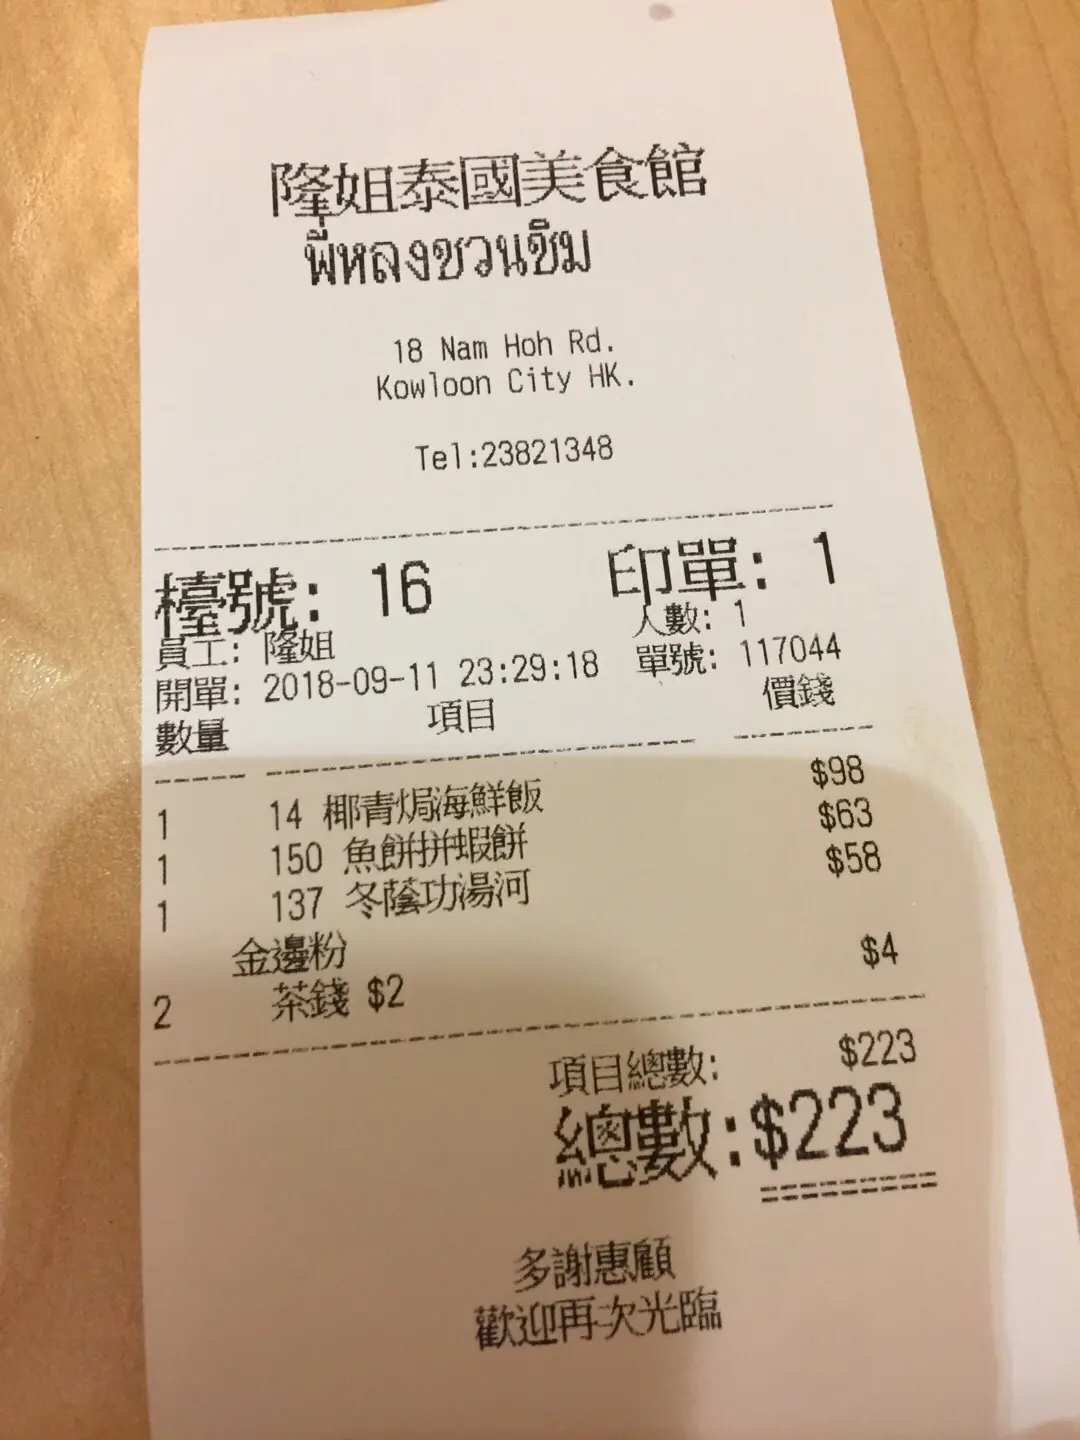 隆姐泰國美食館
พี่หลงชวนชิม
18 Nam Hoh Rd.
Kowloon City HK.
Tel:23821348
檯號: 16 印單: 1
員工: 隆姐 人數: 1
開單: 2018-09-11 23:29:18 單號: 117044
數量 項目 價錢
1 14 椰青焗海鮮飯 $98
1 150 魚餅拼蝦餅 $63
1 137 冬蔭功湯河 $58
金邊粉
2 茶錢 $2 $4
項目總數: $223
總數:$223
多謝惠顧
歡迎再次光臨